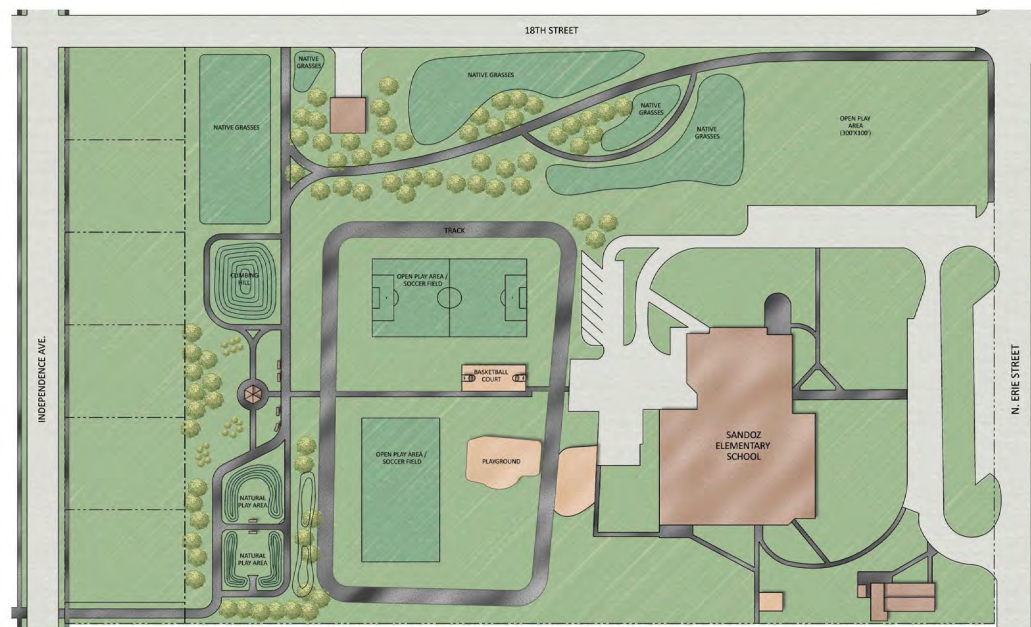 18TH STREET
NATIVE
GRASSES
NATIVE GRASSES
NATIVE GRASSES
NATIVE
GRASSES
NATIVE
GRASSES
OPEN PLAY
AREA
(300'X100')
TRACK
CLIMBING
HILL
OPEN PLAY AREA /
SOCCER FIELD
INDEPENDENCE AVE.
N. ERIE STREET
BASKETBALL
COURT
SANDOZ
ELEMENTARY
SCHOOL
OPEN PLAY AREA /
SOCCER FIELD
PLAYGROUND
NATURAL
PLAY AREA
NATURAL
PLAY AREA